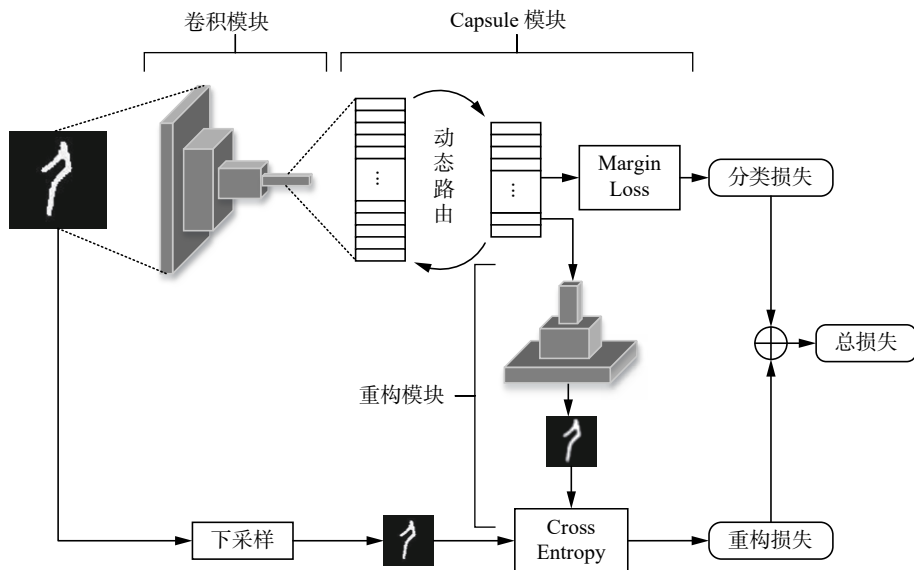 卷积模块
Capsule 模块
动态路由
⋮
⋮
Margin
Loss
分类损失
总损失
重构模块
下采样
Cross
Entropy
重构损失